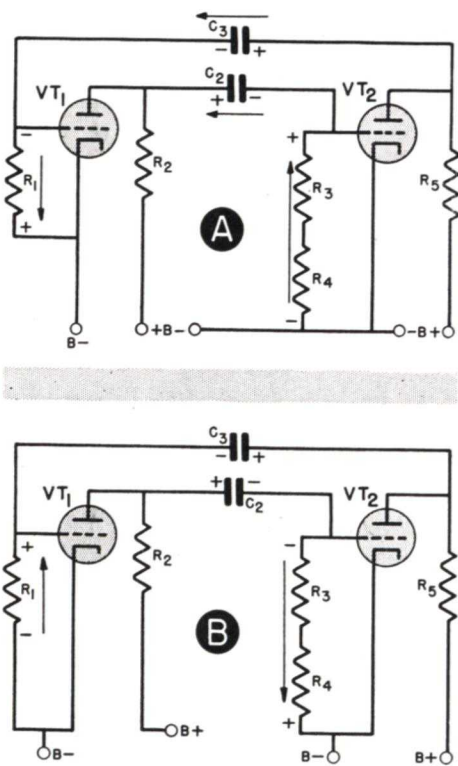 C3
- +
C2
+ -
VT1
VT2
-
+
R1
+
R2
R3
R4
-
R5
A
B-
+B-
-B+
C3
- +
+ -
C2
VT1
VT2
+
-
R1
-
R2
R3
R4
+
R5
B
B+
B-
B-
B+